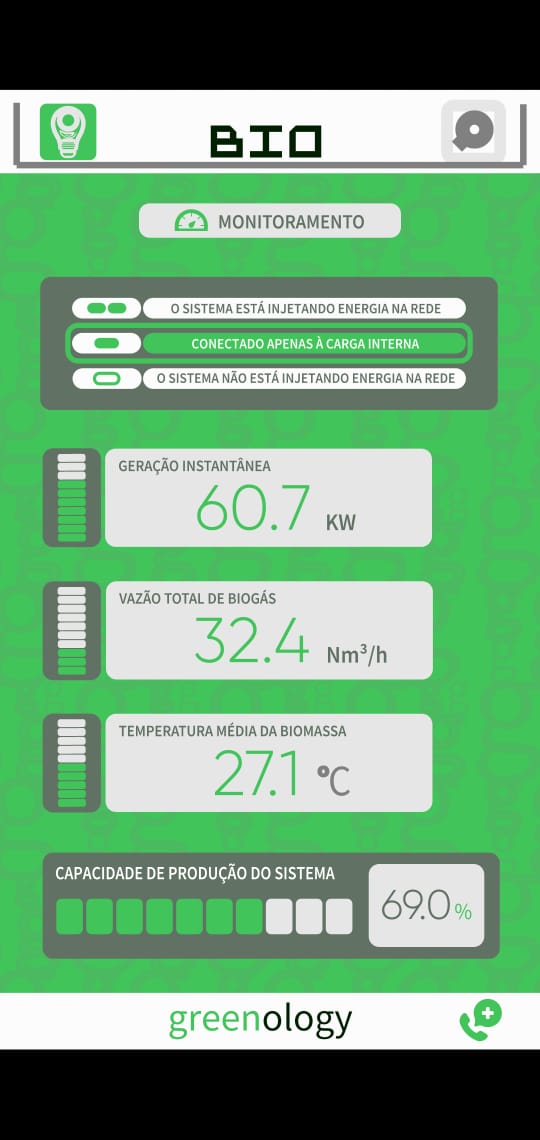 BIO
MONITORAMENTO
O SISTEMA ESTÁ INJETANDO ENERGIA NA REDE
CONECTADO APENAS À CARGA INTERNA
O SISTEMA NÃO ESTÁ INJETANDO ENERGIA NA REDE
GERAÇÃO INSTANTÂNEA
60.7 KW
VAZÃO TOTAL DE BIOGÁS
32.4 Nm³/h
TEMPERATURA MÉDIA DA BIOMASSA
27.1 °C
CAPACIDADE DE PRODUÇÃO DO SISTEMA
69.0 %
greenology